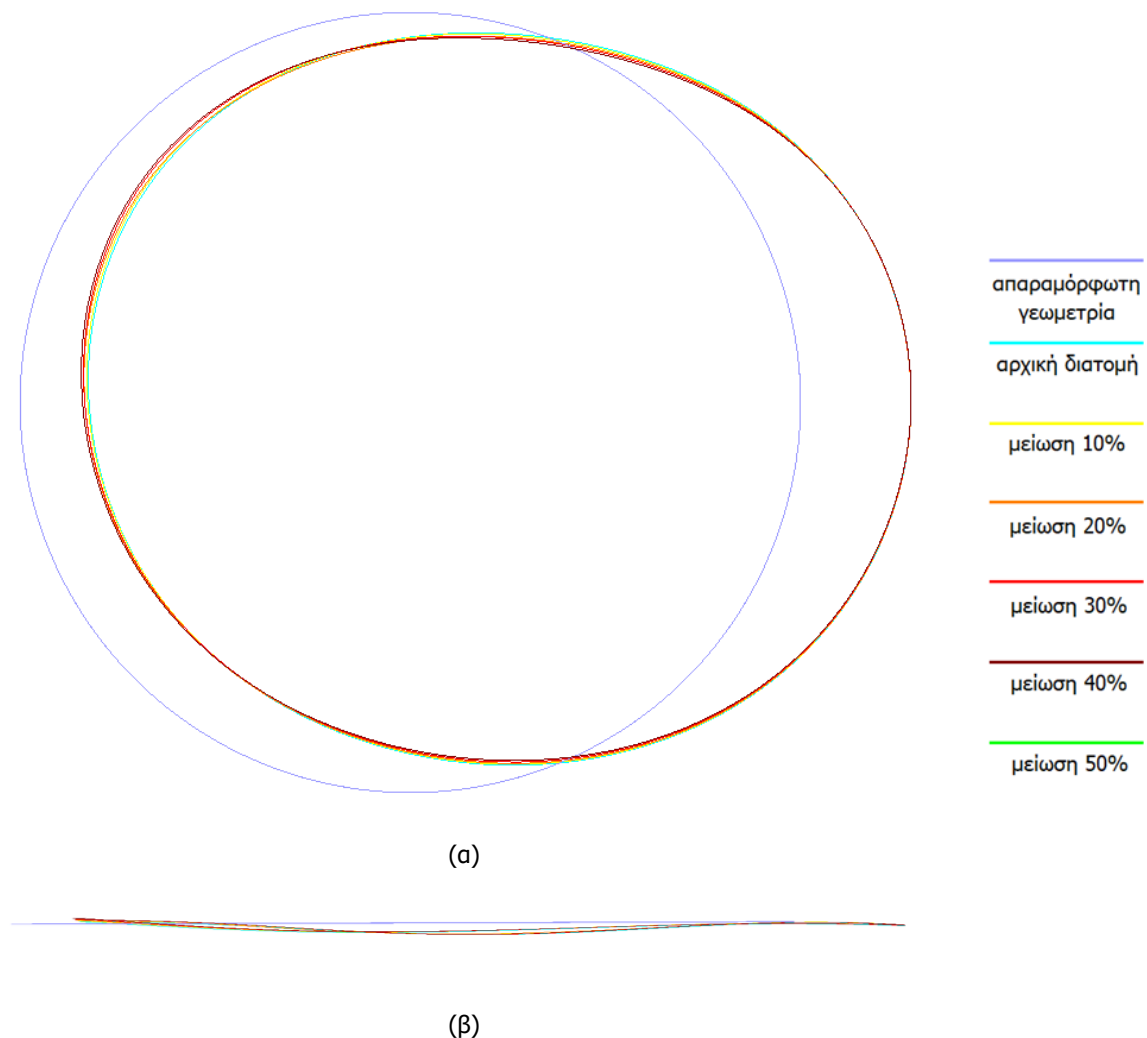 απαραμόρφωτη
γεωμετρία
αρχική διατομή
μείωση 10%
μείωση 20%
μείωση 30%
μείωση 40%
μείωση 50%
(α)
(β)